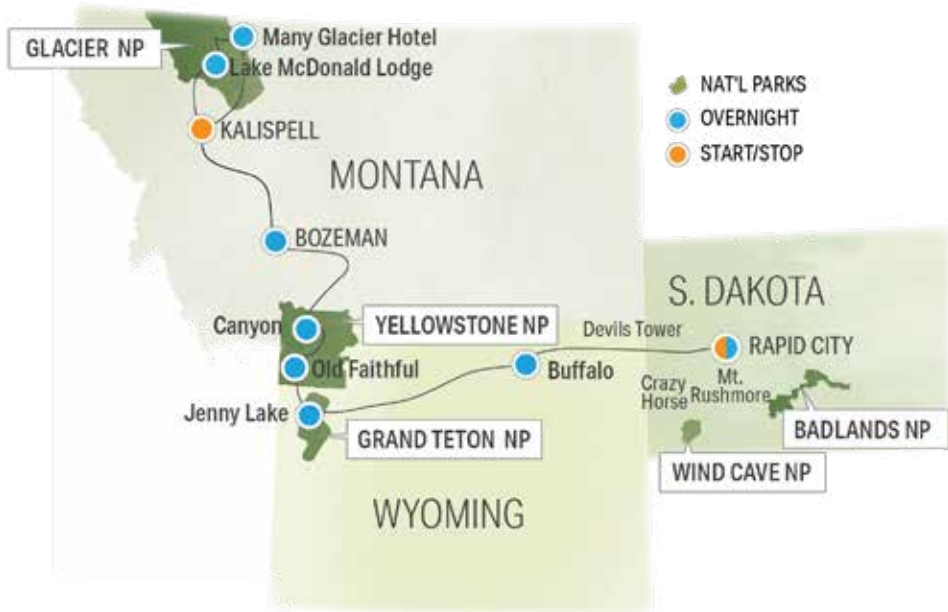 GLACIER NP
Many Glacier Hotel
Lake McDonald Lodge
KALISPELL
MONTANA
BOZEMAN
NAT'L PARKS
OVERNIGHT
START/STOP
Canyon
YELLOWSTONE NP
Old Faithful
Jenny Lake
GRAND TETON NP
Buffalo
WYOMING
S. DAKOTA
Devils Tower
RAPID CITY
Crazy
Horse
Mt.
Rushmore
BADLANDS NP
WIND CAVE NP